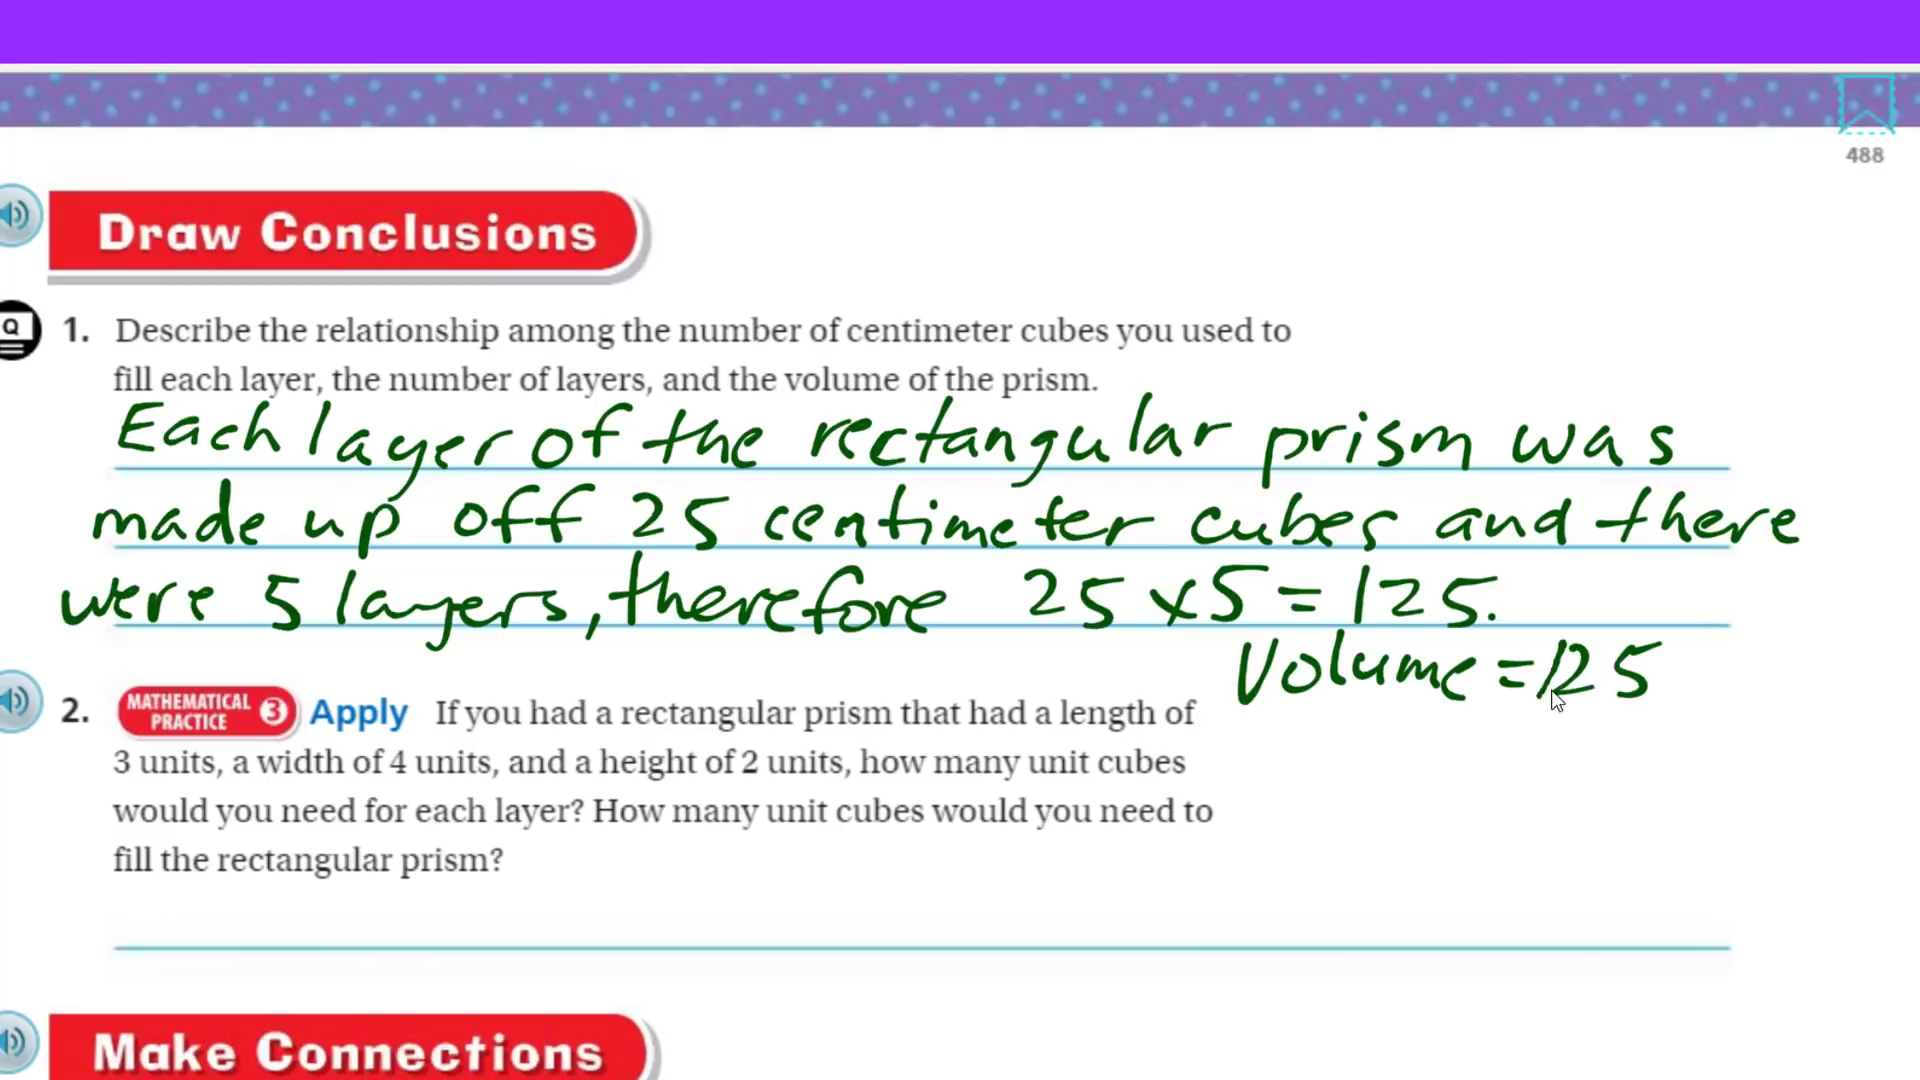 488
Draw Conclusions
Q
1. Describe the relationship among the number of centimeter cubes you used to
fill each layer, the number of layers, and the volume of the prism.
Each layer of the rectangular prism was
made up off 25 centimeter cubes and there
were 5 layers, therefore 25 x 5 = 125.
Volume = 125
2. MATHEMATICAL PRACTICE 3 Apply If you had a rectangular prism that had a length of
3 units, a width of 4 units, and a height of 2 units, how many unit cubes
would you need for each layer? How many unit cubes would you need to
fill the rectangular prism?
Make Connections